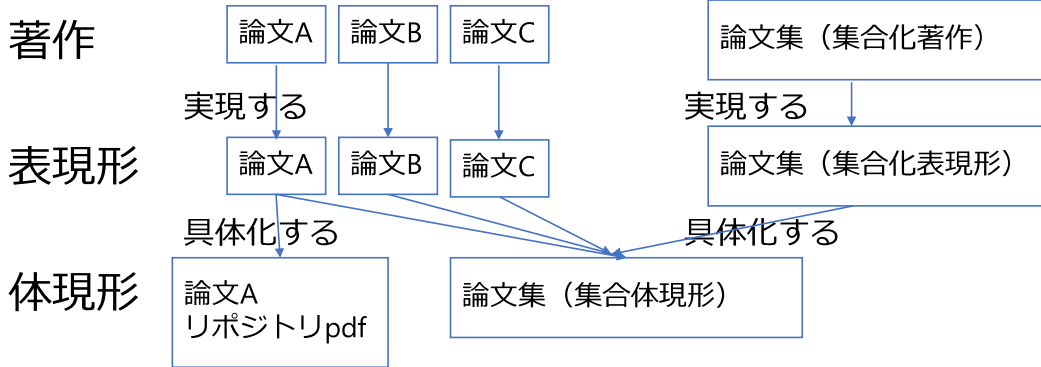 著作
論文A
論文B
論文C
論文集（集合化著作）
実現する
実現する
表現形
論文A
論文B
論文C
論文集（集合化表現形）
具体化する
具体化する
体現形
論文A
リポジトリpdf
論文集（集合体現形）